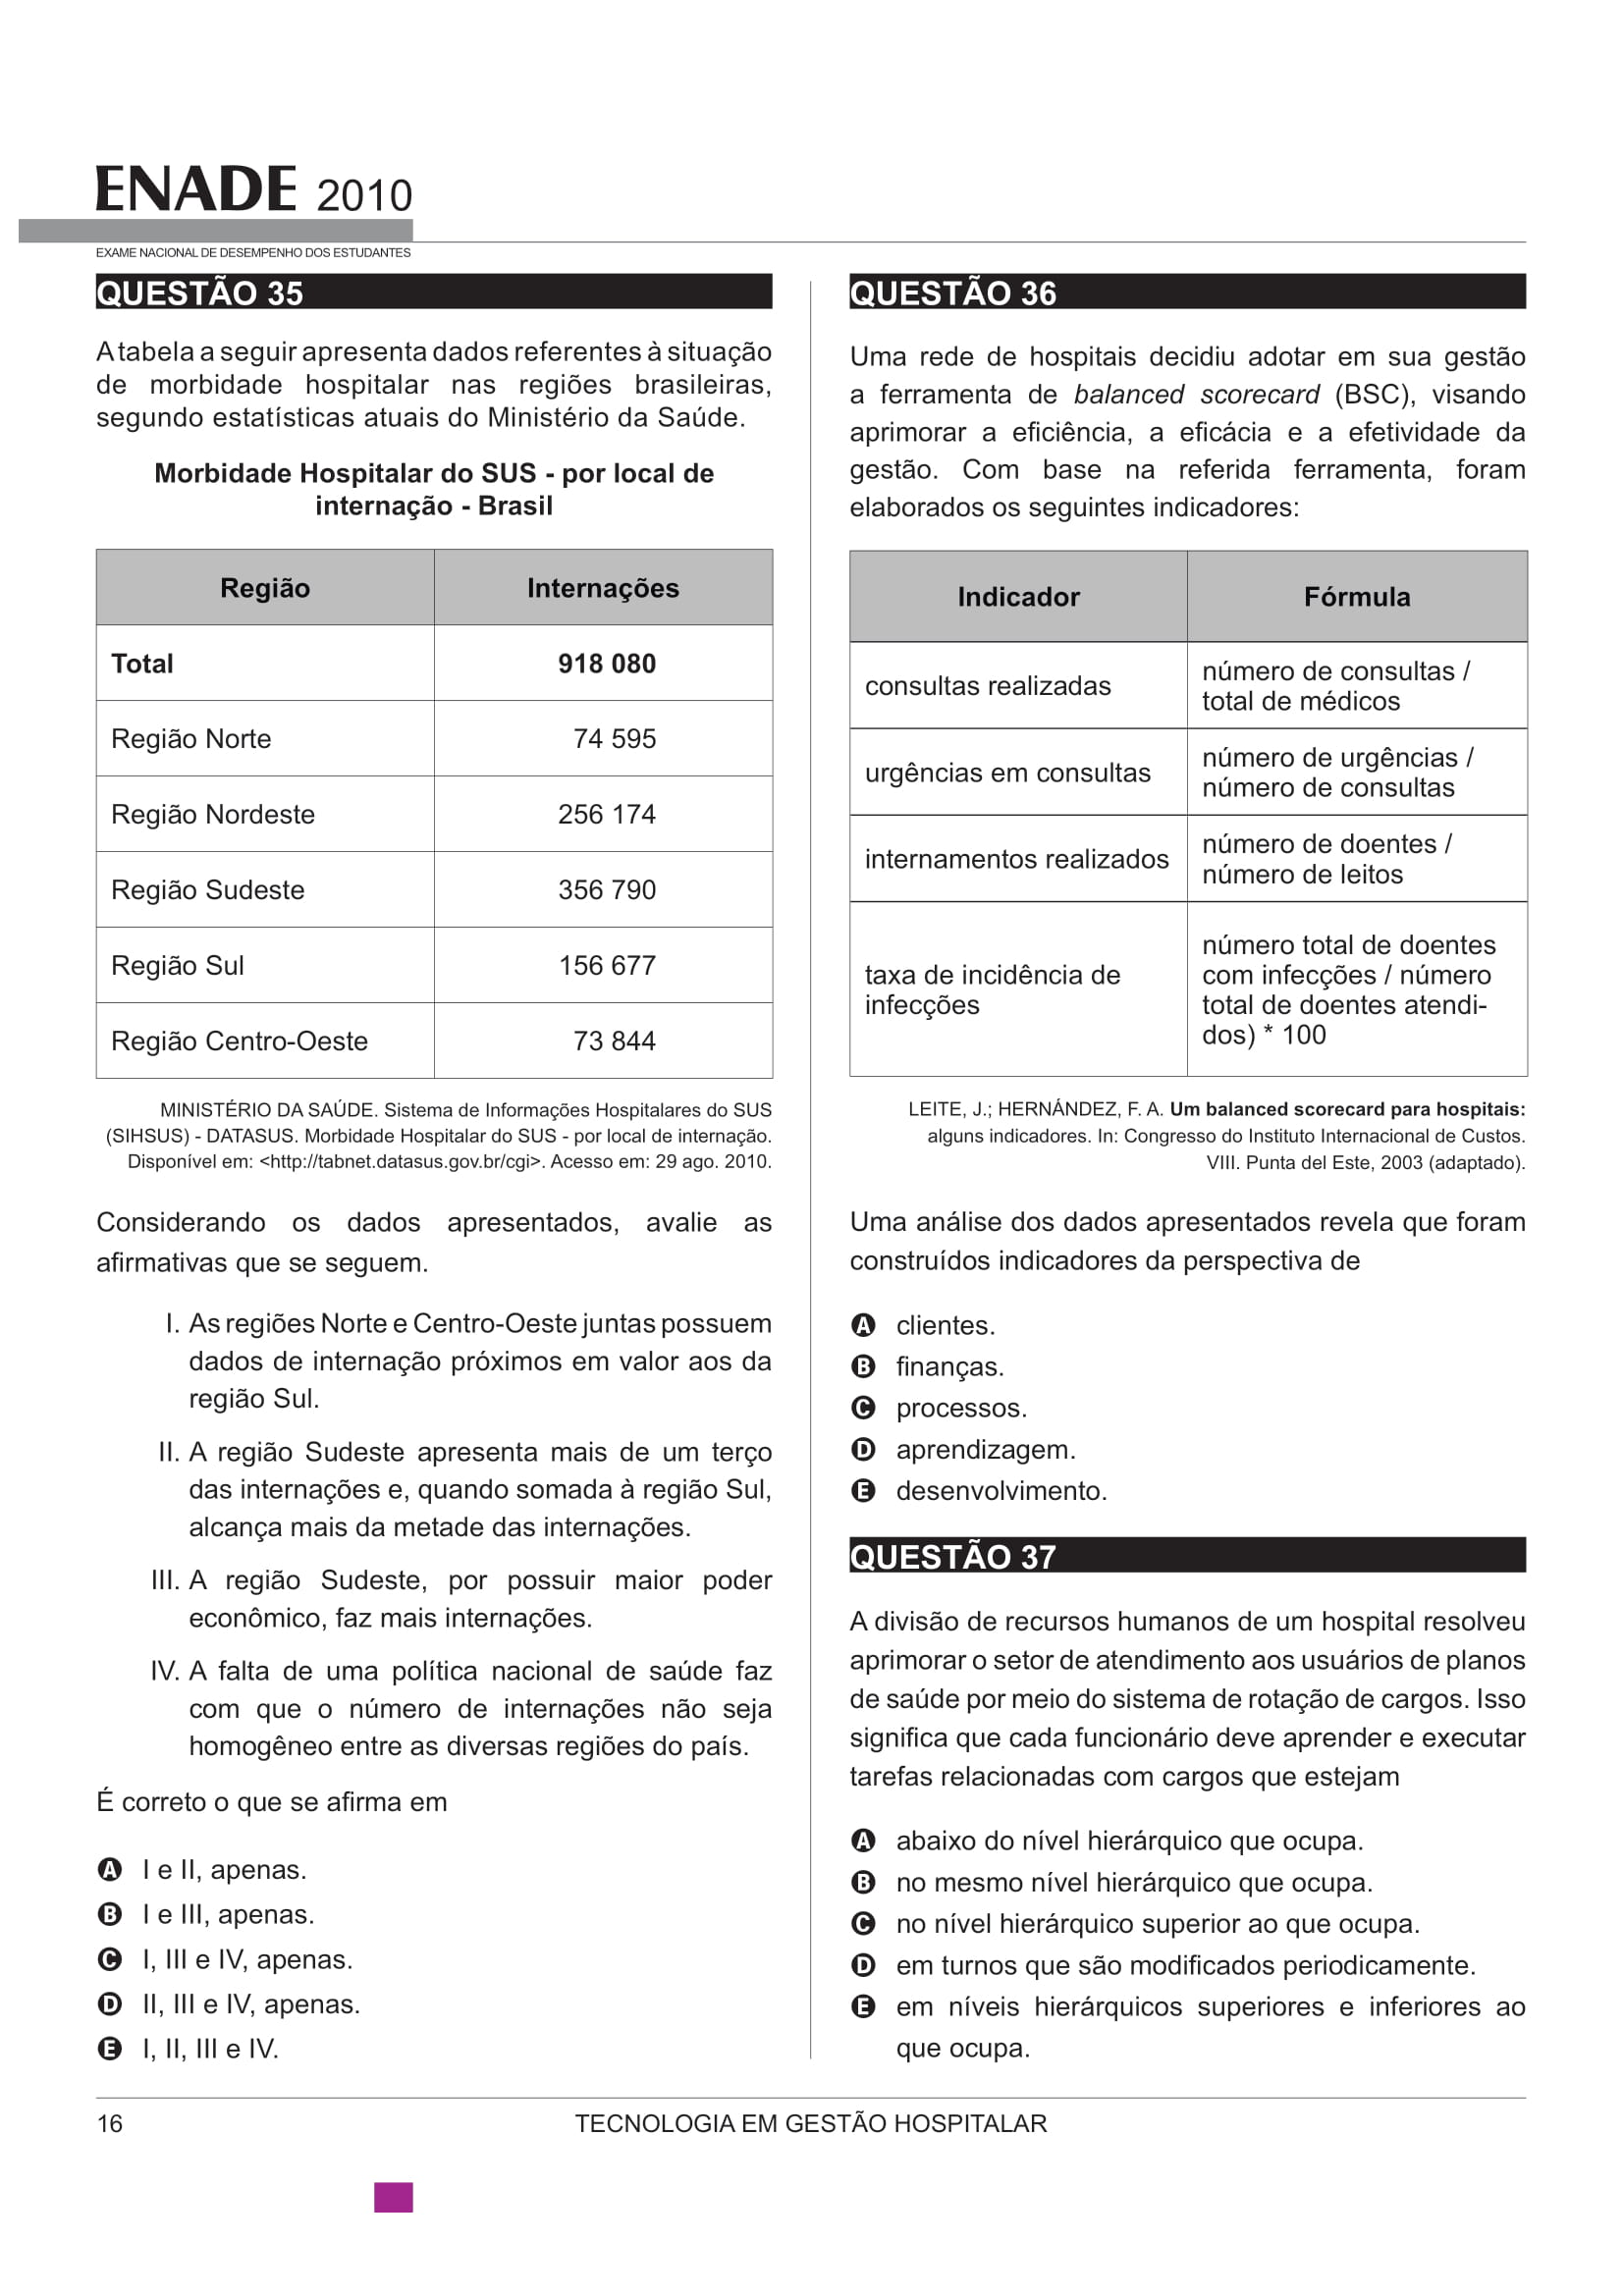 ENADE 2010
EXAME NACIONAL DE DESEMPENHO DOS ESTUDANTES
QUESTÃO 35
A tabela a seguir apresenta dados referentes à situação
de morbidade hospitalar nas regiões brasileiras,
segundo estatísticas atuais do Ministério da Saúde.
Morbidade Hospitalar do SUS - por local de
internação - Brasil
Região Internações
Total 918 080
Região Norte 74 595
Região Nordeste 256 174
Região Sudeste 356 790
Região Sul 156 677
Região Centro-Oeste 73 844
MINISTÉRIO DA SAÚDE. Sistema de Informações Hospitalares do SUS
(SIHSUS) - DATASUS. Morbidade Hospitalar do SUS - por local de internação.
Disponível em: <http://tabnet.datasus.gov.br/cgi>. Acesso em: 29 ago. 2010.
Considerando os dados apresentados, avalie as
afirmativas que se seguem.
I. As regiões Norte e Centro-Oeste juntas possuem
dados de internação próximos em valor aos da
região Sul.
II. A região Sudeste apresenta mais de um terço
das internações e, quando somada à região Sul,
alcança mais da metade das internações.
III. A região Sudeste, por possuir maior poder
econômico, faz mais internações.
IV. A falta de uma política nacional de saúde faz
com que o número de internações não seja
homogêneo entre as diversas regiões do país.
É correto o que se afirma em
A I e II, apenas.
B I e III, apenas.
C I, III e IV, apenas.
D II, III e IV, apenas.
E I, II, III e IV.
QUESTÃO 36
Uma rede de hospitais decidiu adotar em sua gestão
a ferramenta de balanced scorecard (BSC), visando
aprimorar a eficiência, a eficácia e a efetividade da
gestão. Com base na referida ferramenta, foram
elaborados os seguintes indicadores:
Indicador Fórmula
consultas realizadas
número de consultas /
total de médicos
urgências em consultas
número de urgências /
número de consultas
internamentos realizados
número de doentes /
número de leitos
taxa de incidência de
infecções
número total de doentes
com infecções / número
total de doentes atendi-
dos) * 100
LEITE, J.; HERNÁNDEZ, F. A. Um balanced scorecard para hospitais:
alguns indicadores. In: Congresso do Instituto Internacional de Custos.
VIII. Punta del Este, 2003 (adaptado).
Uma análise dos dados apresentados revela que foram
construídos indicadores da perspectiva de
A clientes.
B finanças.
C processos.
D aprendizagem.
E desenvolvimento.
QUESTÃO 37
A divisão de recursos humanos de um hospital resolveu
aprimorar o setor de atendimento aos usuários de planos
de saúde por meio do sistema de rotação de cargos. Isso
significa que cada funcionário deve aprender e executar
tarefas relacionadas com cargos que estejam
A abaixo do nível hierárquico que ocupa.
B no mesmo nível hierárquico que ocupa.
C no nível hierárquico superior ao que ocupa.
D em turnos que são modificados periodicamente.
E em níveis hierárquicos superiores e inferiores ao
que ocupa.
16
TECNOLOGIA EM GESTÃO HOSPITALAR